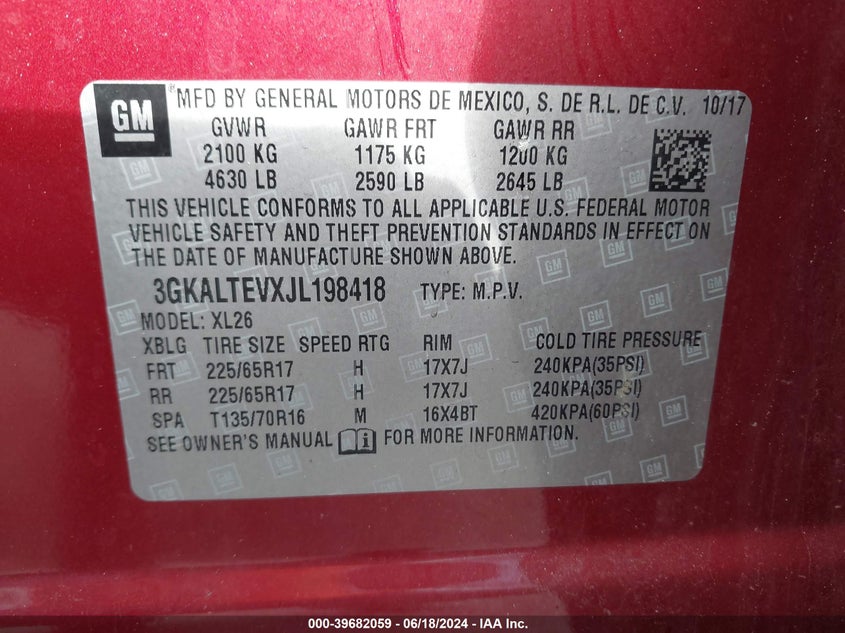 GM ® MFD BY GENERAL MOTORS DE MEXICO, S. DE R.L. DE C.V. 10/17
GVWR GAWR FRT GAWR RR
2100 KG 1175 KG 1200 KG
4630 LB 2590 LB 2645 LB
THIS VEHICLE CONFORMS TO ALL APPLICABLE U.S. FEDERAL MOTOR
VEHICLE SAFETY AND THEFT PREVENTION STANDARDS IN EFFECT ON
THE DATE OF MANUFACTURE SHOWN ABOVE.
3GKALTEVXJL198418 TYPE: M.P.V.
MODEL: XL26
XBLG TIRE SIZE SPEED RTG RIM COLD TIRE PRESSURE
FRT 225/65R17 H 17X7J 240KPA(35PSI)
RR 225/65R17 H 17X7J 240KPA(35PSI)
SPA T135/70R16 M 16X4BT 420KPA(60PSI)
SEE OWNER'S MANUAL i FOR MORE INFORMATION.
000-39682059 - 06/18/2024 - IAA Inc.